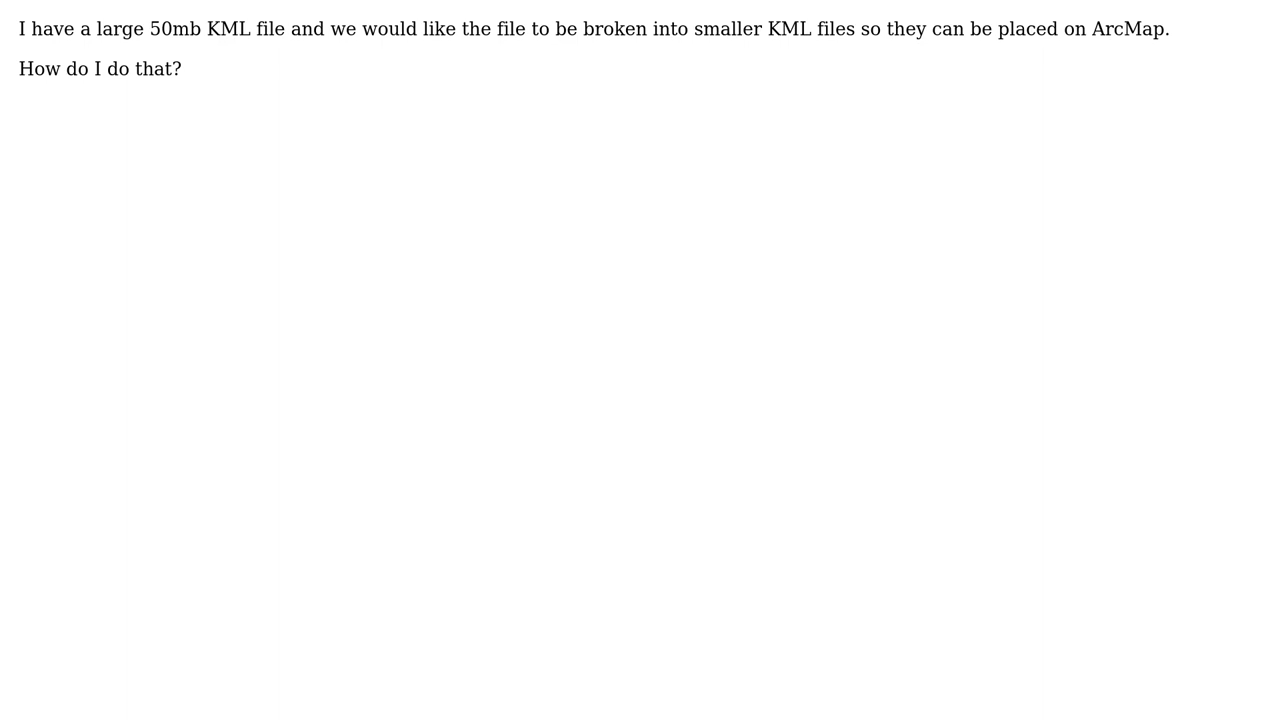 I have a large 50mb KML file and we would like the file to be broken into smaller KML files so they can be placed on ArcMap.
How do I do that?